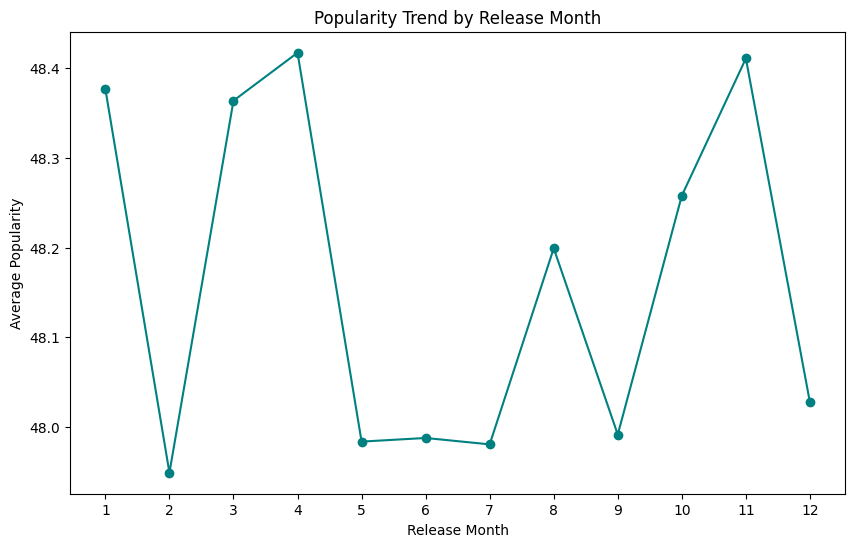 Popularity Trend by Release Month
48.4
48.3
48.2
48.1
48.0
Average Popularity
1 2 3 4 5 6 7 8 9 10 11 12
Release Month